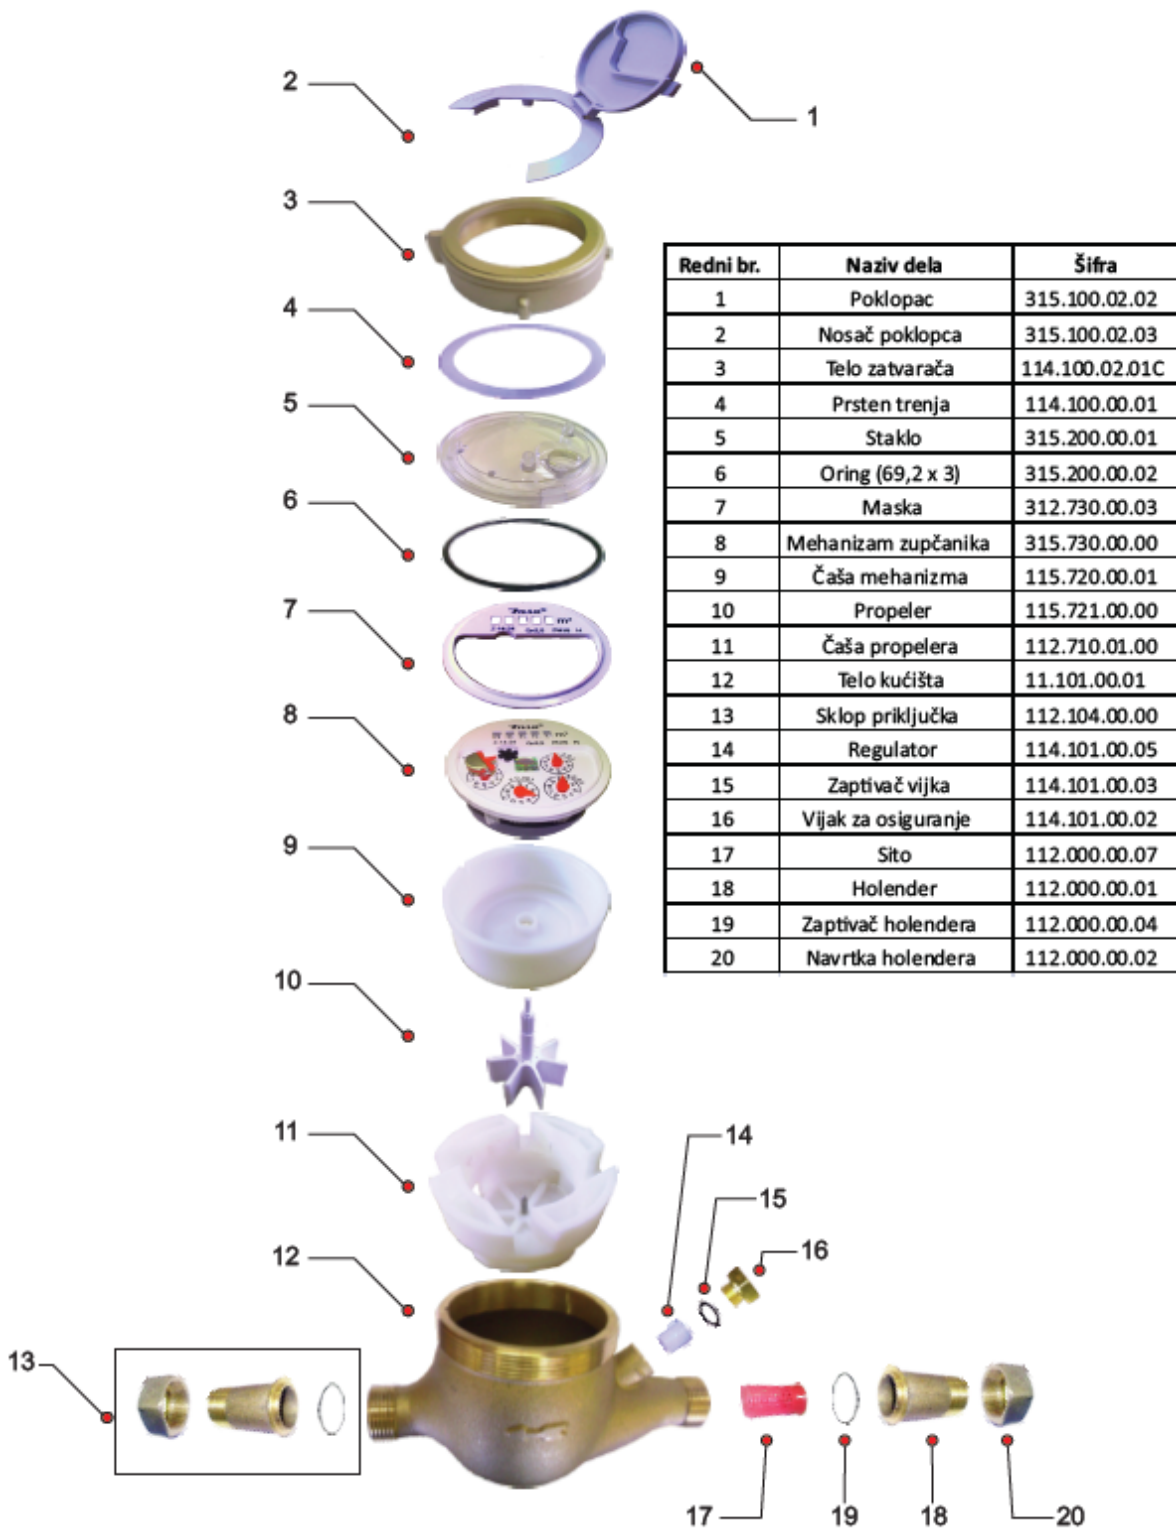 1
2
3
4
5
6
7
8
9
10
11
12
13
14
15
16
17
19
18
20
Redni br. Naziv dela Šifra
1 Poklopac 315.100.02.02
2 Nosač poklopca 315.100.02.03
3 Telo zatvarača 114.100.02.01C
4 Prsten trenja 114.100.00.01
5 Staklo 315.200.00.01
6 Oring (69,2 x 3) 315.200.00.02
7 Maska 312.730.00.03
8 Mehanizam zupčanika 315.730.00.00
9 Čaša mehanizma 115.720.00.01
10 Propeler 115.721.00.00
11 Čaša propelera 112.710.01.00
12 Telo kućišta 11.101.00.01
13 Sklop priključka 112.104.00.00
14 Regulator 114.101.00.05
15 Zaptivač vijka 114.101.00.03
16 Vijak za osiguranje 114.101.00.02
17 Sito 112.000.00.07
18 Holender 112.000.00.01
19 Zaptivač holendera 112.000.00.04
20 Navrtka holendera 112.000.00.02
m³
m³